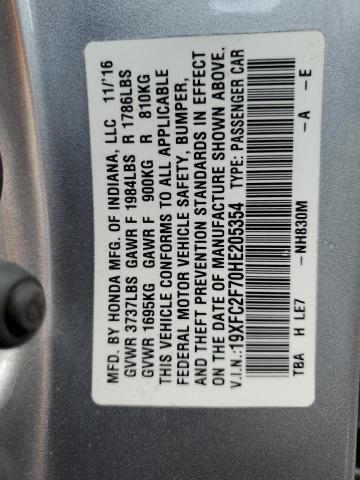 MFD. BY HONDA MFG. OF INDIANA, LLC 11/'16
GVWR 3737LBS GAWR F 1984LBS R 1786LBS
GVWR 1695KG GAWR F 900KG R 810KG
THIS VEHICLE CONFORMS TO ALL APPLICABLE
FEDERAL MOTOR VEHICLE SAFETY, BUMPER,
AND THEFT PREVENTION STANDARDS IN EFFECT
ON THE DATE OF MANUFACTURE SHOWN ABOVE.
V.I.N.:19XFC2F70HE205354 TYPE: PASSENGER CAR
TBA H LE7 -NH830M -A -E